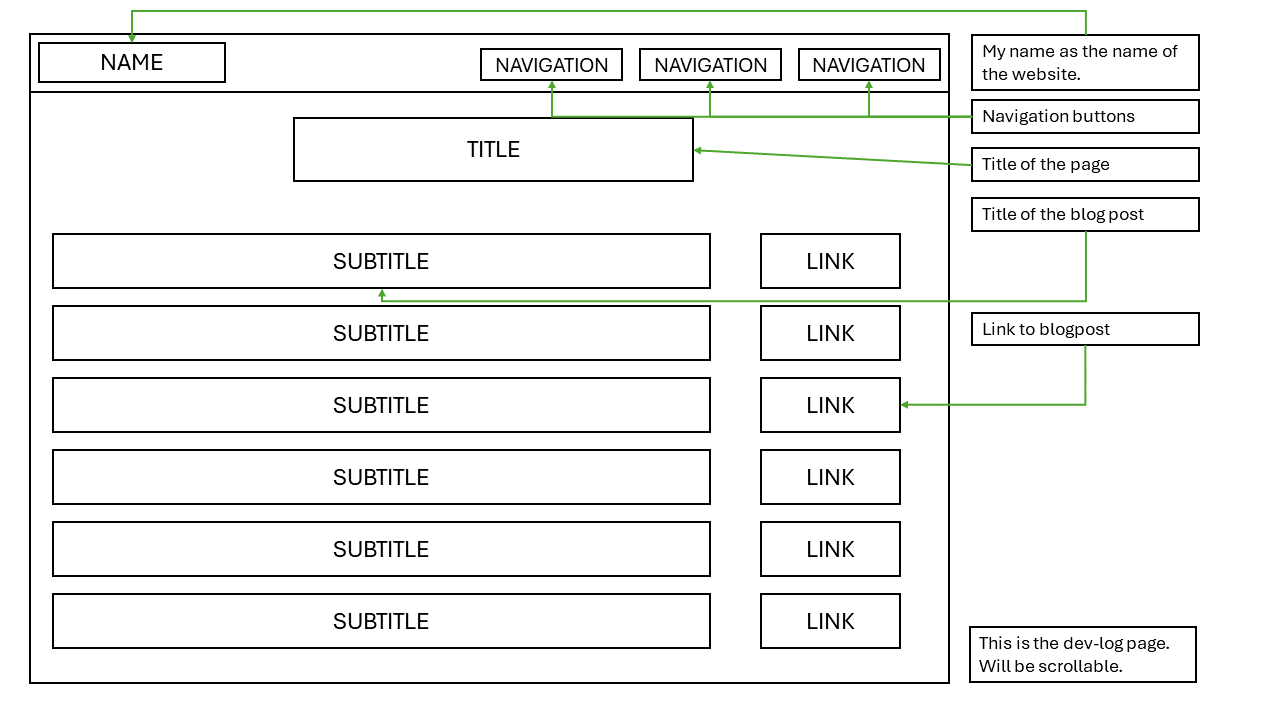 NAME
NAVIGATION
NAVIGATION
NAVIGATION
My name as the name of
the website.
Navigation buttons
TITLE
Title of the page
Title of the blog post
SUBTITLE
LINK
SUBTITLE
LINK
Link to blogpost
SUBTITLE
LINK
SUBTITLE
LINK
SUBTITLE
LINK
SUBTITLE
LINK
This is the dev-log page.
Will be scrollable.